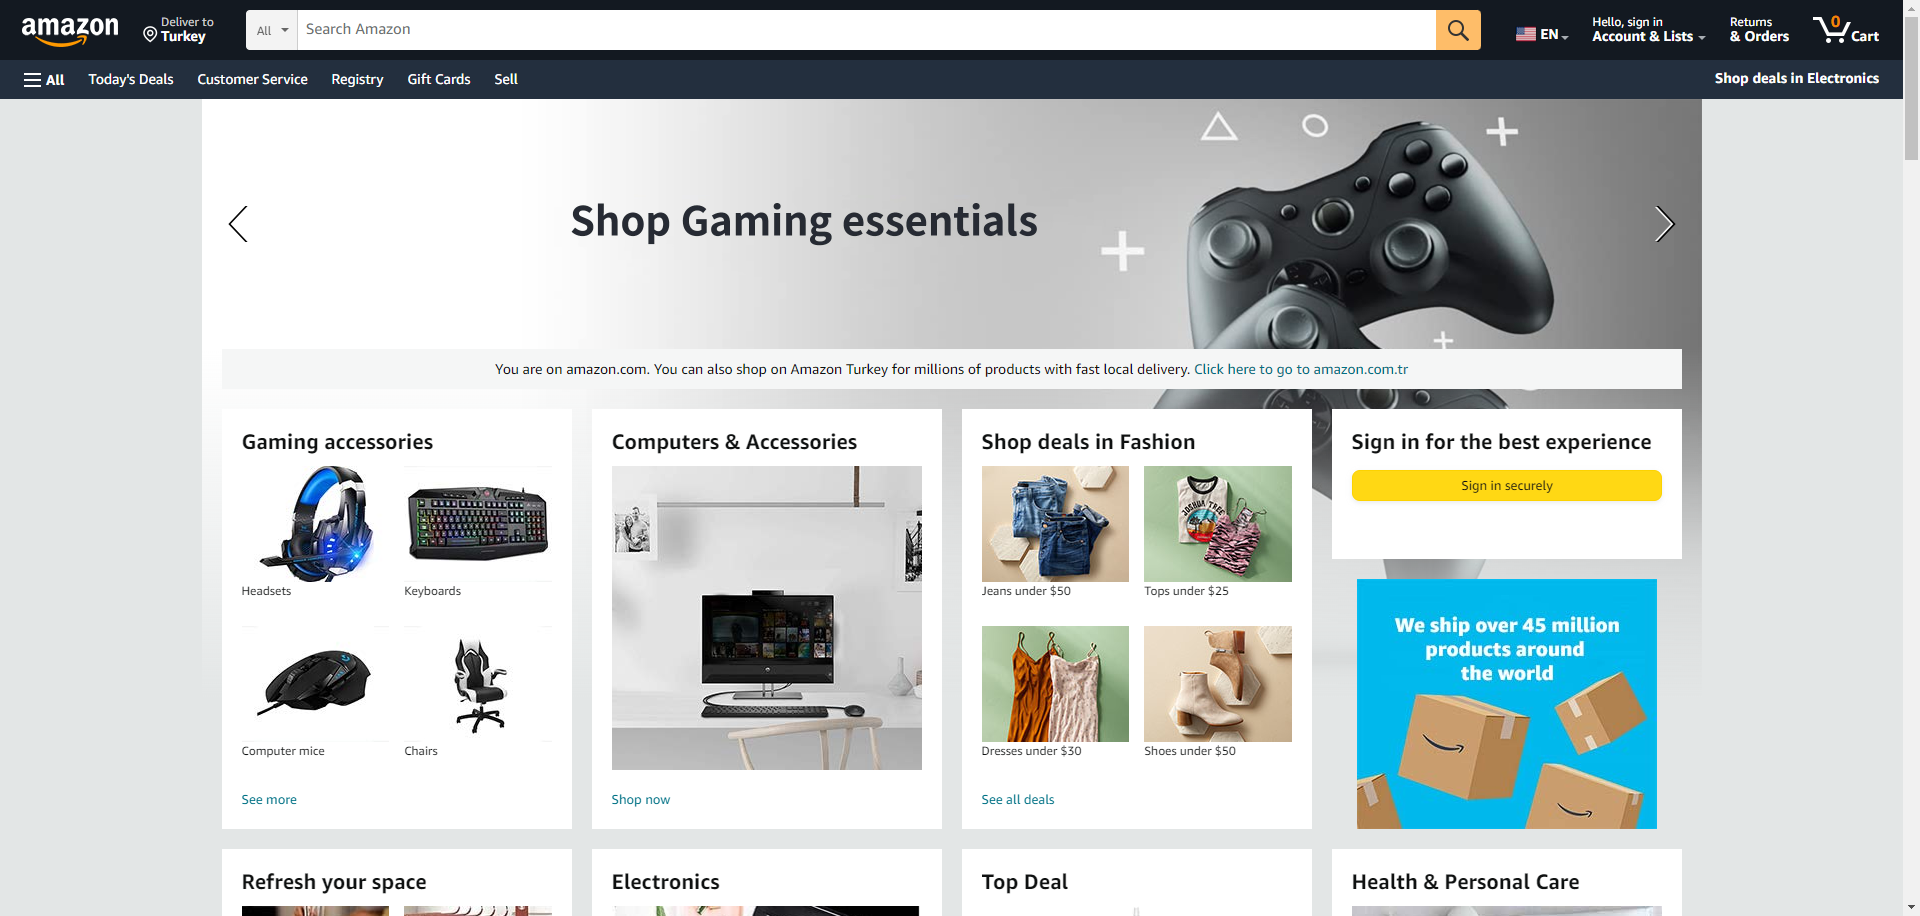 amazon
Deliver to
Turkey
All
Search Amazon
EN
Hello, sign in
Account & Lists
Returns
& Orders
0
Cart
All
Today's Deals
Customer Service
Registry
Gift Cards
Sell
Shop deals in Electronics
Shop Gaming essentials
You are on amazon.com. You can also shop on Amazon Turkey for millions of products with fast local delivery. Click here to go to amazon.com.tr
Gaming accessories
Headsets
Keyboards
Computer mice
Chairs
See more
Computers & Accessories
Shop now
Shop deals in Fashion
JOSHUA TREE
Jeans under $50
Tops under $25
Dresses under $30
Shoes under $50
See all deals
Sign in for the best experience
Sign in securely
We ship over 45 million
products around
the world
Refresh your space
Electronics
Top Deal
Health & Personal Care